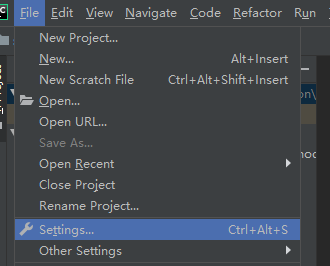 File Edit View Navigate Code Refactor Run
New Project...
New... Alt+Insert
New Scratch File Ctrl+Alt+Shift+Insert
Open...
Open URL...
Save As...
Open Recent
Close Project
Rename Project...
Settings... Ctrl+Alt+S
Other Settings